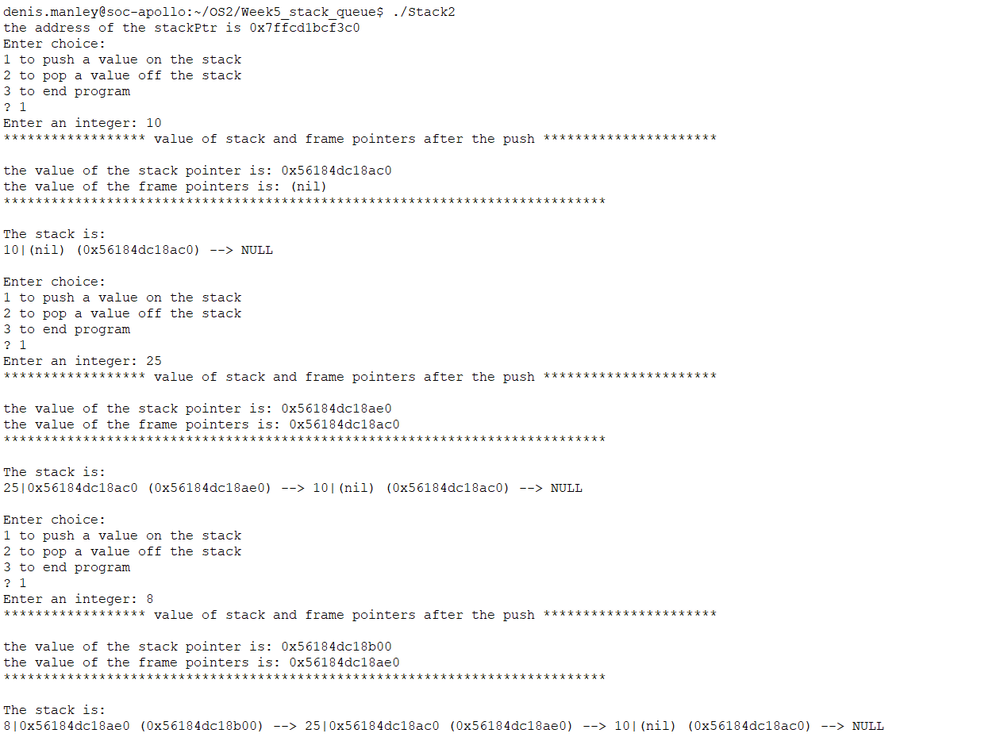 denis.manley@soc-apollo:~/OS2/Week5_stack_queue$ ./Stack2
the address of the stackPtr is 0x7ffcd1bcf3c0
Enter choice:
1 to push a value on the stack
2 to pop a value off the stack
3 to end program
? 1
Enter an integer: 10
****************** value of stack and frame pointers after the push **********************
the value of the stack pointer is: 0x56184dc18ac0
the value of the frame pointers is: (nil)
****************************************************************************
The stack is:
10|(nil) (0x56184dc18ac0) --> NULL
Enter choice:
1 to push a value on the stack
2 to pop a value off the stack
3 to end program
? 1
Enter an integer: 25
****************** value of stack and frame pointers after the push **********************
the value of the stack pointer is: 0x56184dc18ae0
the value of the frame pointers is: 0x56184dc18ac0
****************************************************************************
The stack is:
25|0x56184dc18ac0 (0x56184dc18ae0) --> 10|(nil) (0x56184dc18ac0) --> NULL
Enter choice:
1 to push a value on the stack
2 to pop a value off the stack
3 to end program
? 1
Enter an integer: 8
****************** value of stack and frame pointers after the push **********************
the value of the stack pointer is: 0x56184dc18b00
the value of the frame pointers is: 0x56184dc18ae0
****************************************************************************
The stack is:
8|0x56184dc18ae0 (0x56184dc18b00) --> 25|0x56184dc18ac0 (0x56184dc18ae0) --> 10|(nil) (0x56184dc18ac0) --> NULL